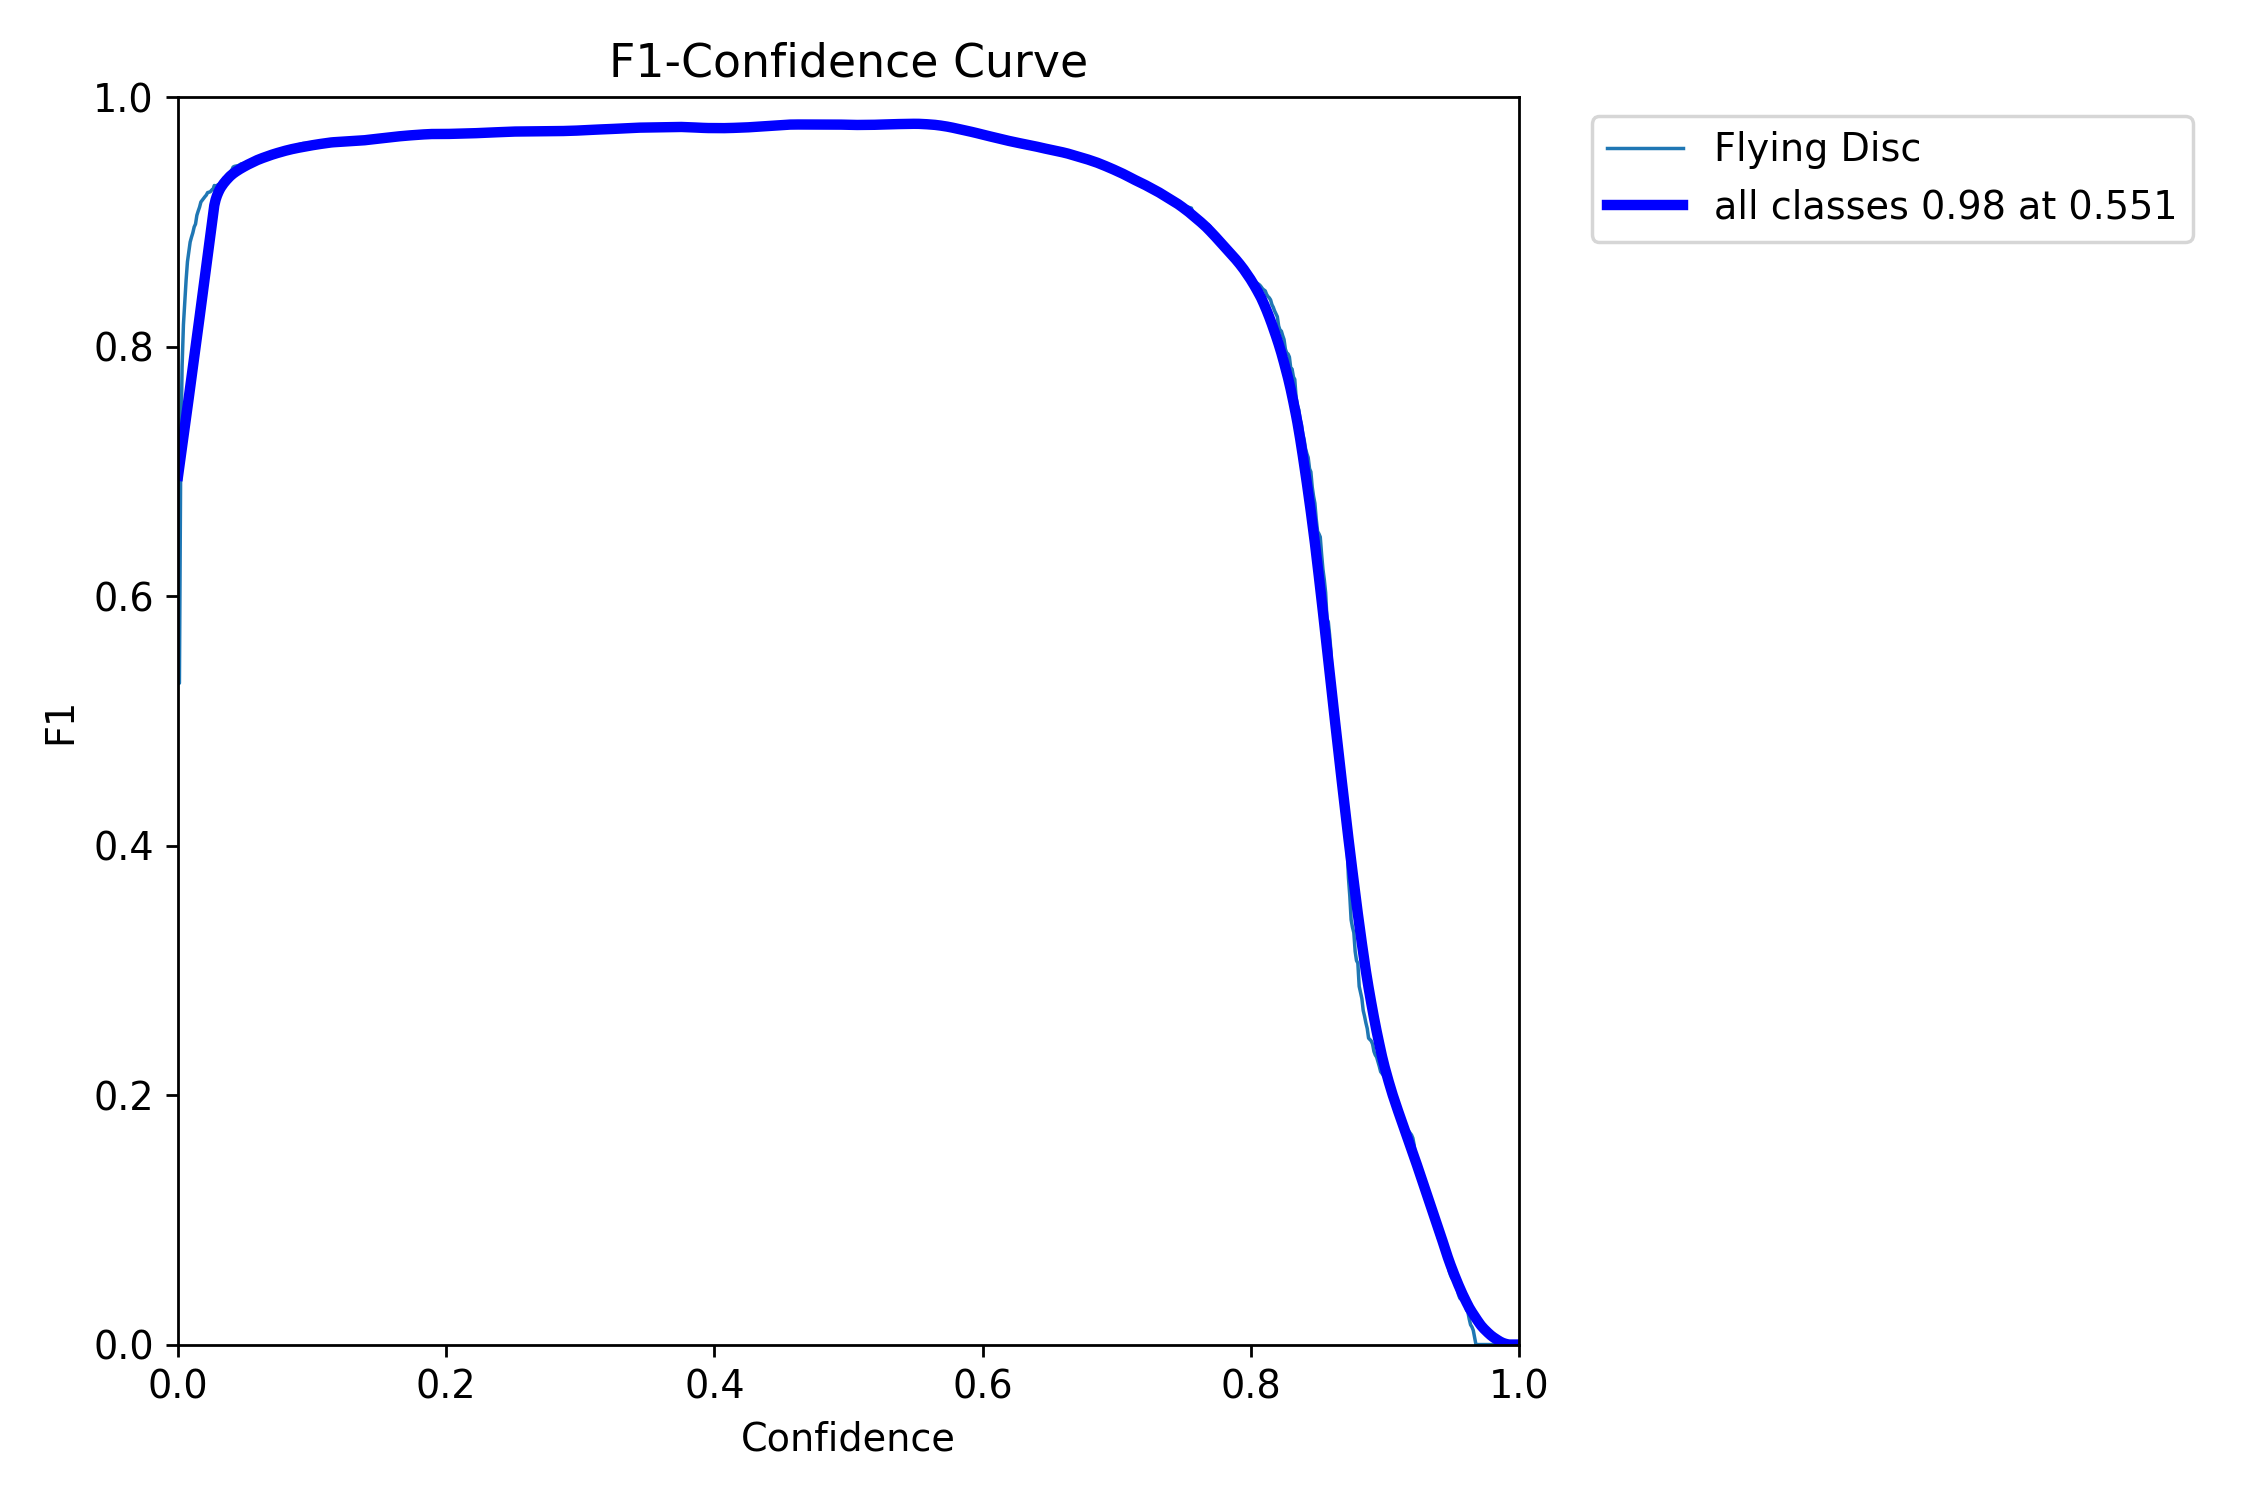 F1-Confidence Curve
1.0
0.8
0.6
0.4
0.2
0.0
F1
0.0 0.2 0.4 0.6 0.8 1.0
Confidence
Flying Disc
all classes 0.98 at 0.551